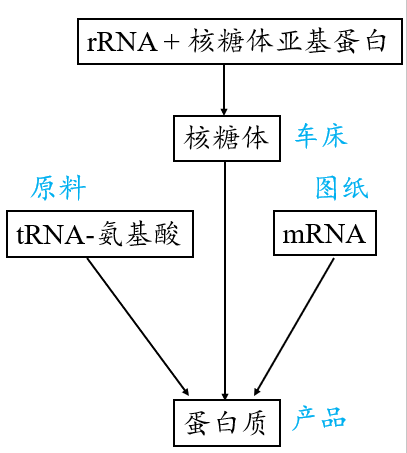 rRNA + 核糖体亚基蛋白
核糖体 车床
原料 图纸
tRNA-氨基酸 mRNA
蛋白质 产品